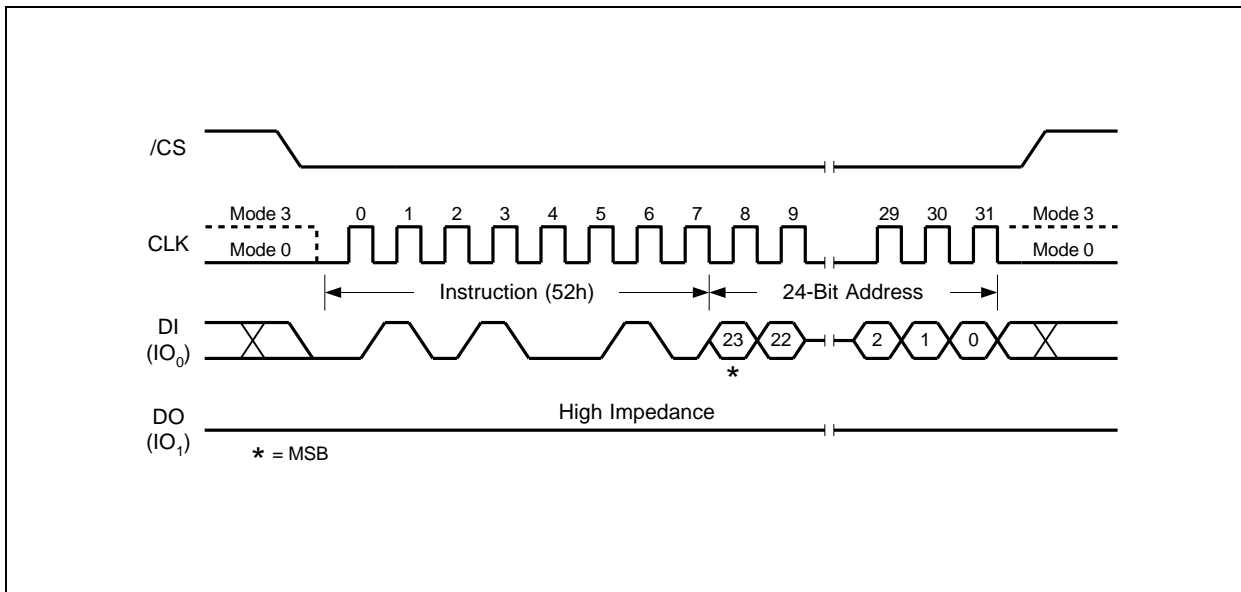 /CS
Mode 3
0 1 2 3 4 5 6 7 8 9 29 30 31
Mode 3
CLK
Mode 0
Mode 0
Instruction (52h)
24-Bit Address
DI
(IO0)
23 22 2 1 0
*
High Impedance
DO
(IO1)
* = MSB